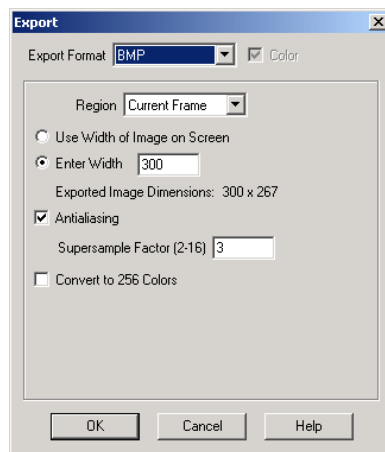 Export
Export Format BMP Color
Region Current Frame
Use Width of Image on Screen
Enter Width 300
Exported Image Dimensions: 300 x 267
Antialiasing
Supersample Factor (2-16) 3
Convert to 256 Colors
OK Cancel Help